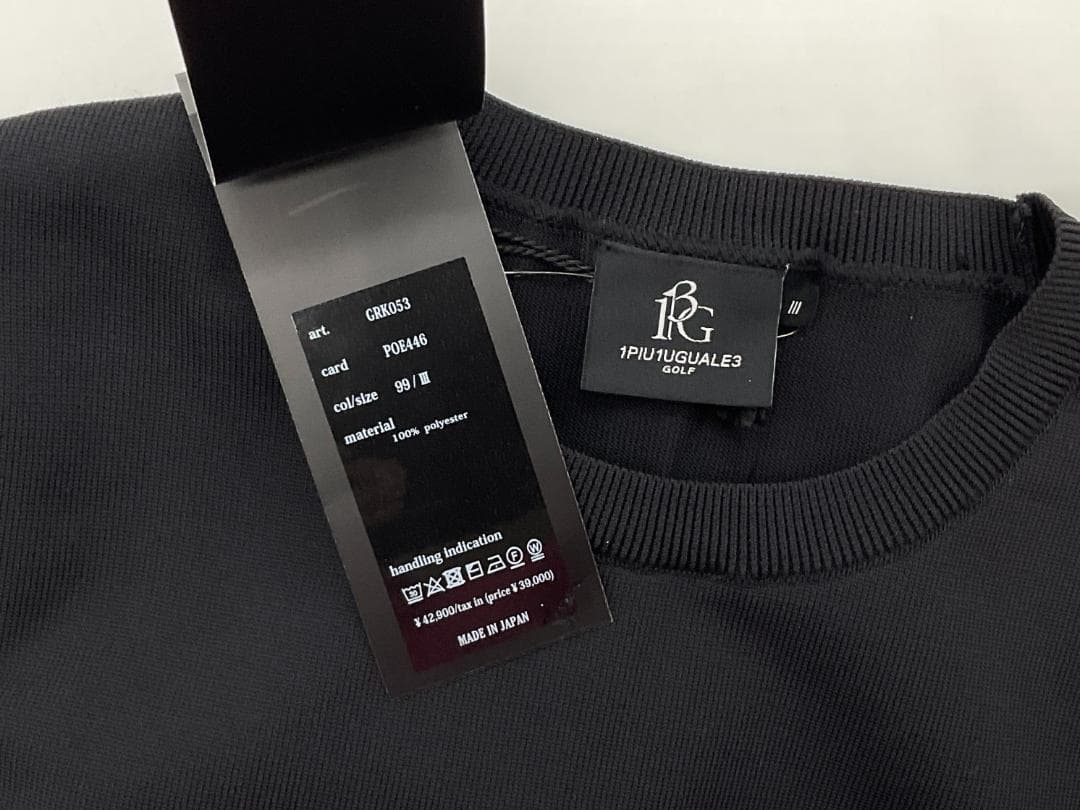 art. GRK053
card POE446
col/size 99/Ⅲ
material 100% polyester
handling indication
30 F W
¥42,900/tax in (price¥39,000)
MADE IN JAPAN
1PIU1UGUALE3
GOLF
Ⅲ